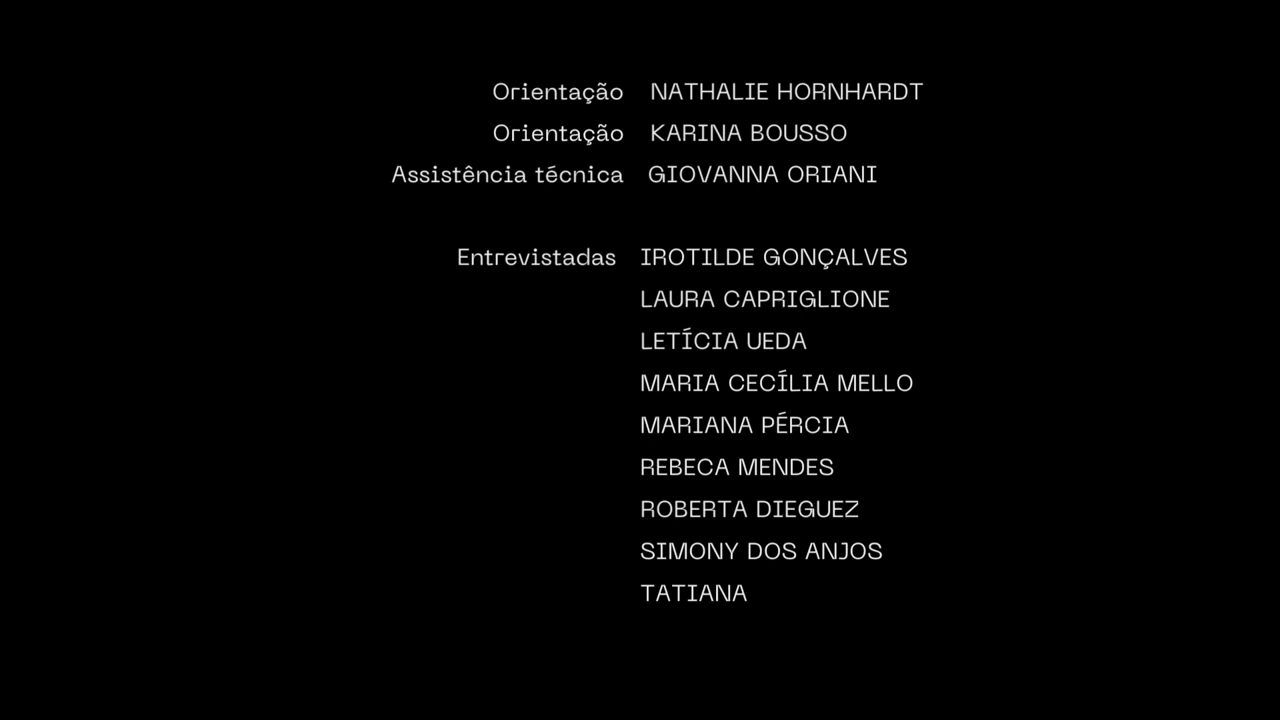 Orientação NATHALIE HORNHARDT
Orientação KARINA BOUSSO
Assistência técnica GIOVANNA ORIANI
Entrevistadas IROTILDE GONÇALVES
LAURA CAPRIGLIONE
LETÍCIA UEDA
MARIA CECÍLIA MELLO
MARIANA PÉRCIA
REBECA MENDES
ROBERTA DIEGUEZ
SIMONY DOS ANJOS
TATIANA